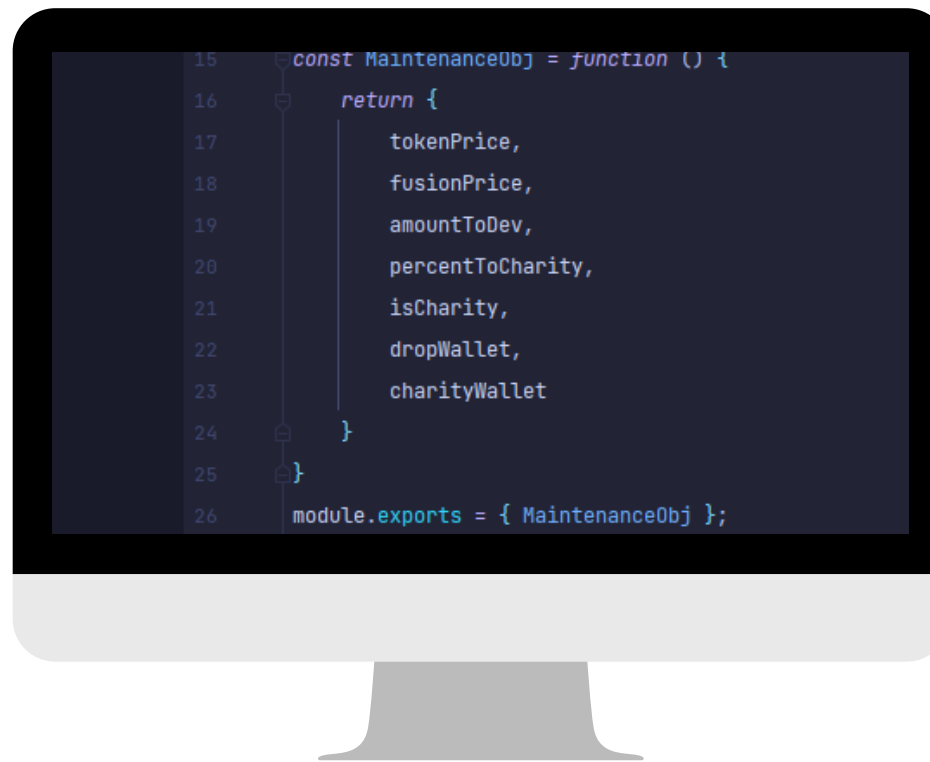 15 const MaintenanceObj = function () {
16 return {
17 tokenPrice,
18 fusionPrice,
19 amountToDev,
20 percentToCharity,
21 isCharity,
22 dropWallet,
23 charityWallet
24 }
25 }
26 module.exports = { MaintenanceObj };